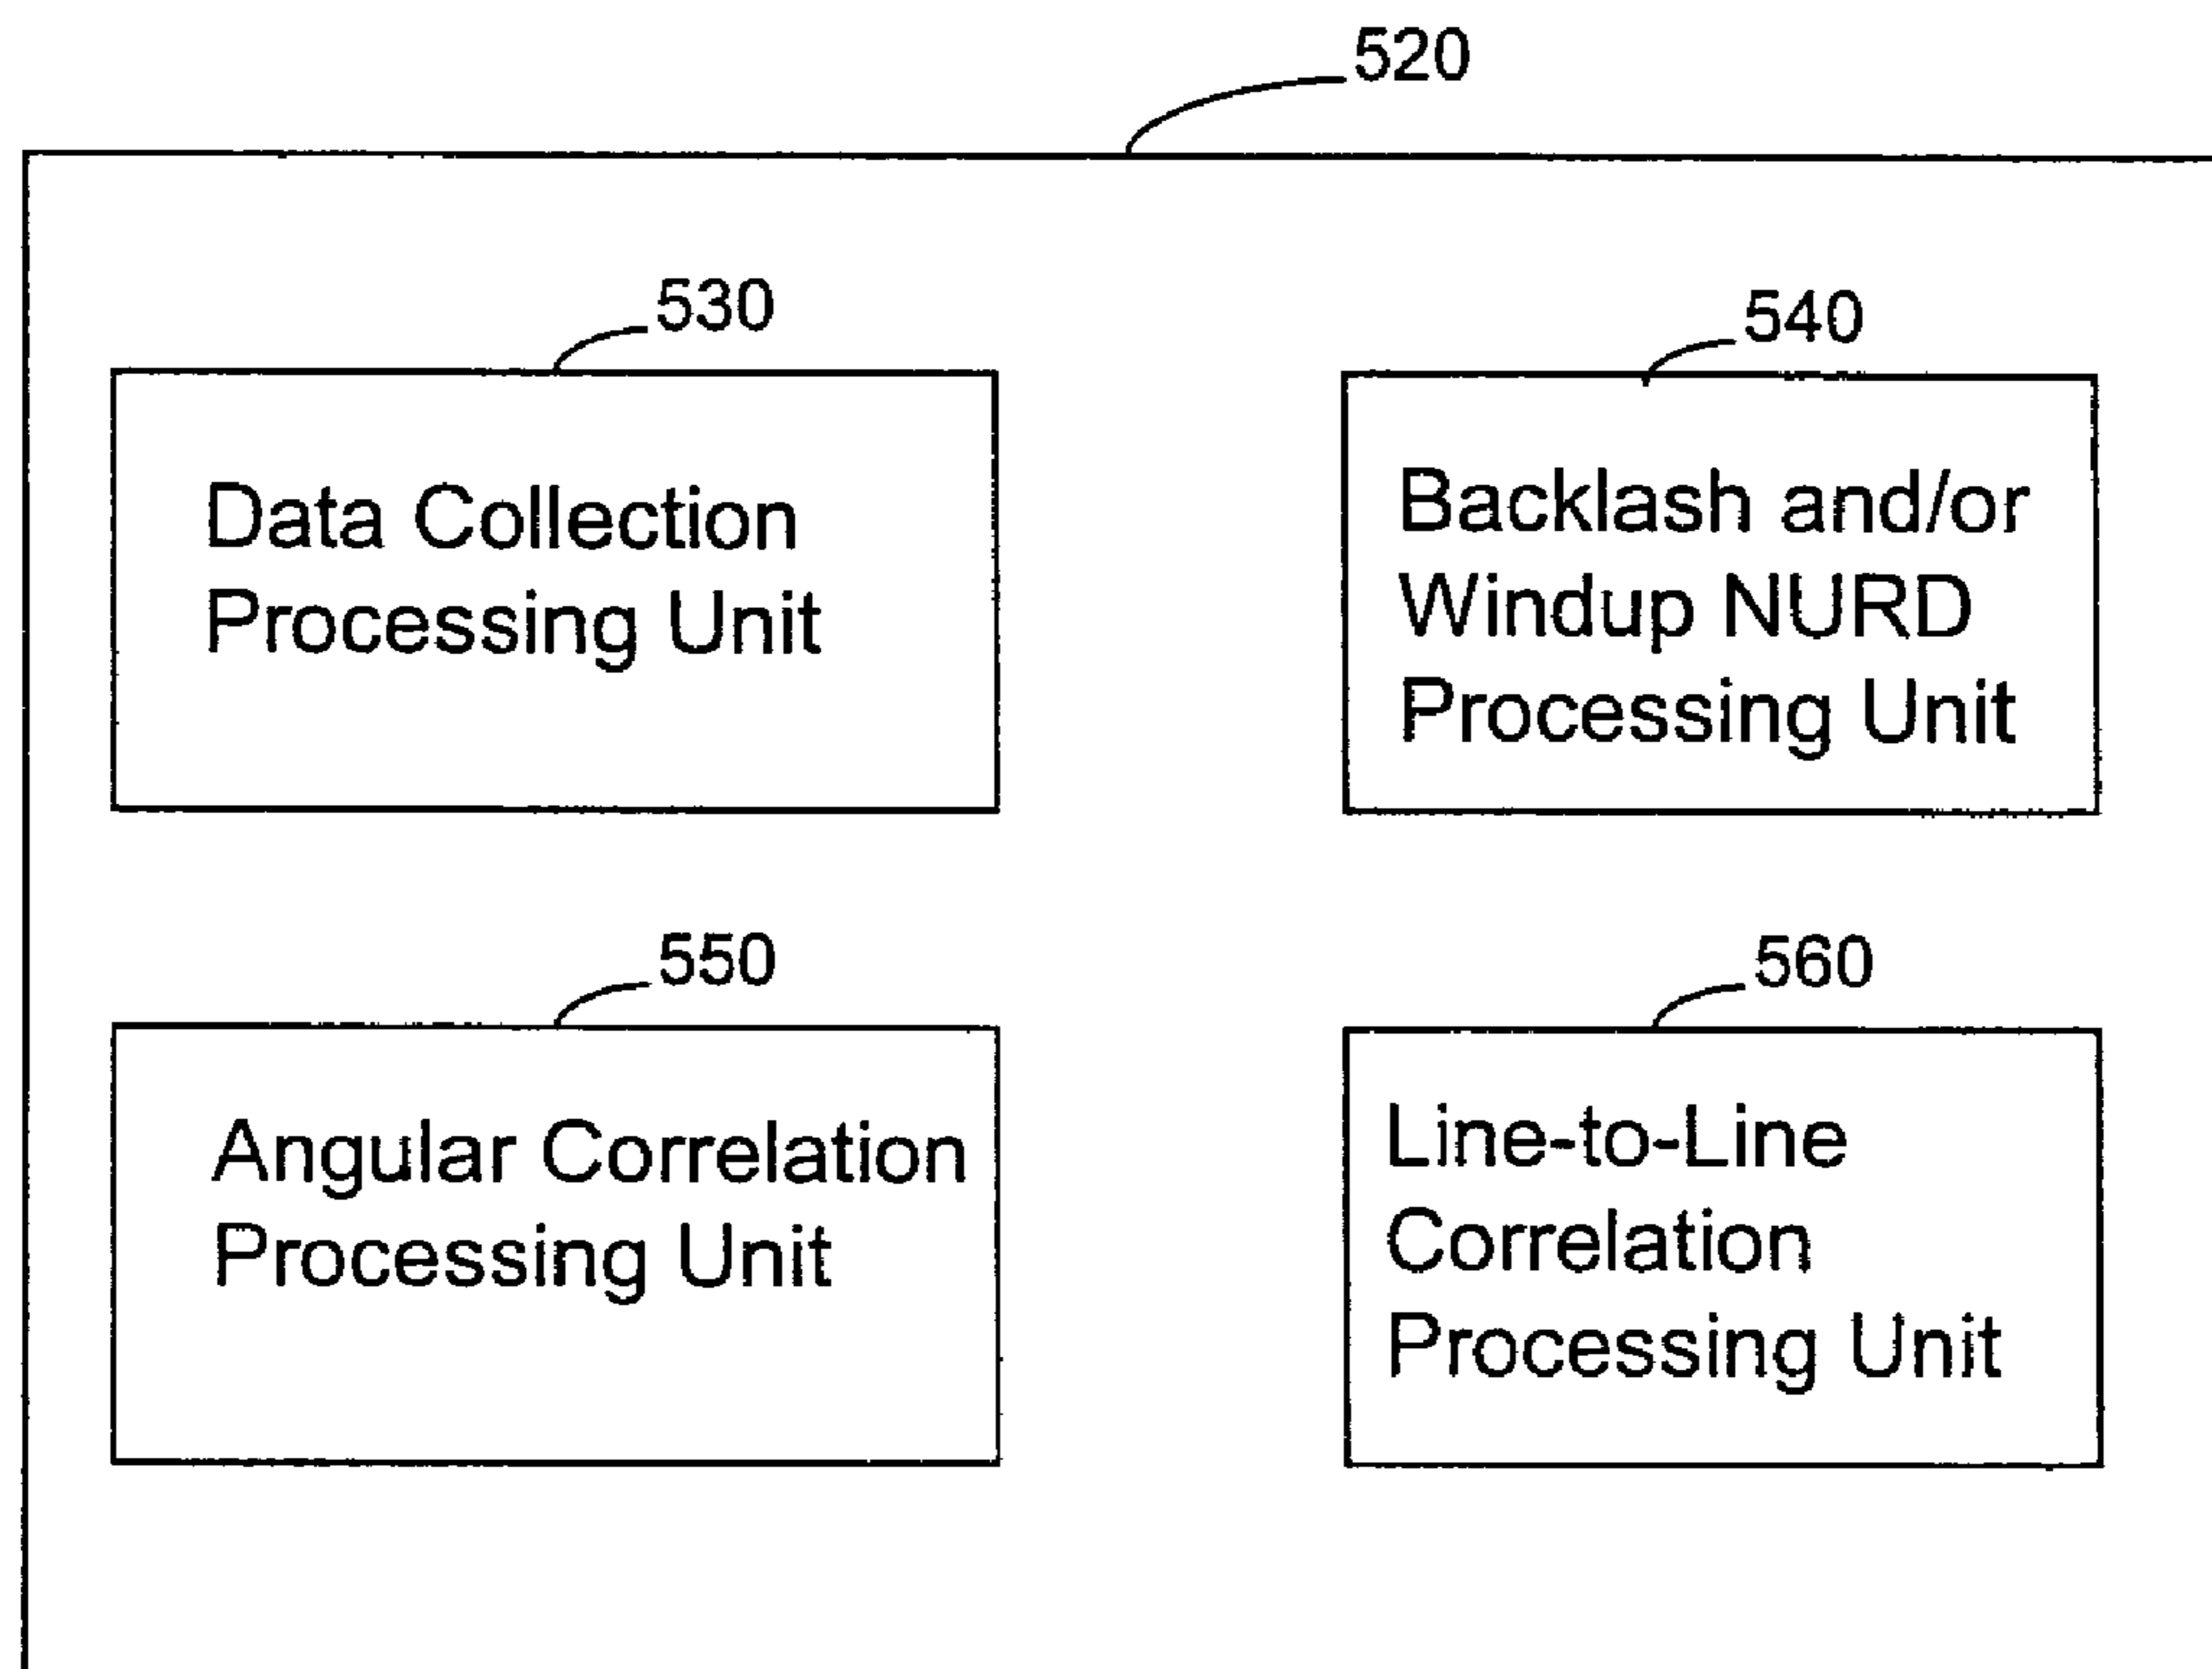 520
530
Data Collection
Processing Unit
540
Backlash and/or
Windup NURD
Processing Unit
550
Angular Correlation
Processing Unit
560
Line-to-Line
Correlation
Processing Unit